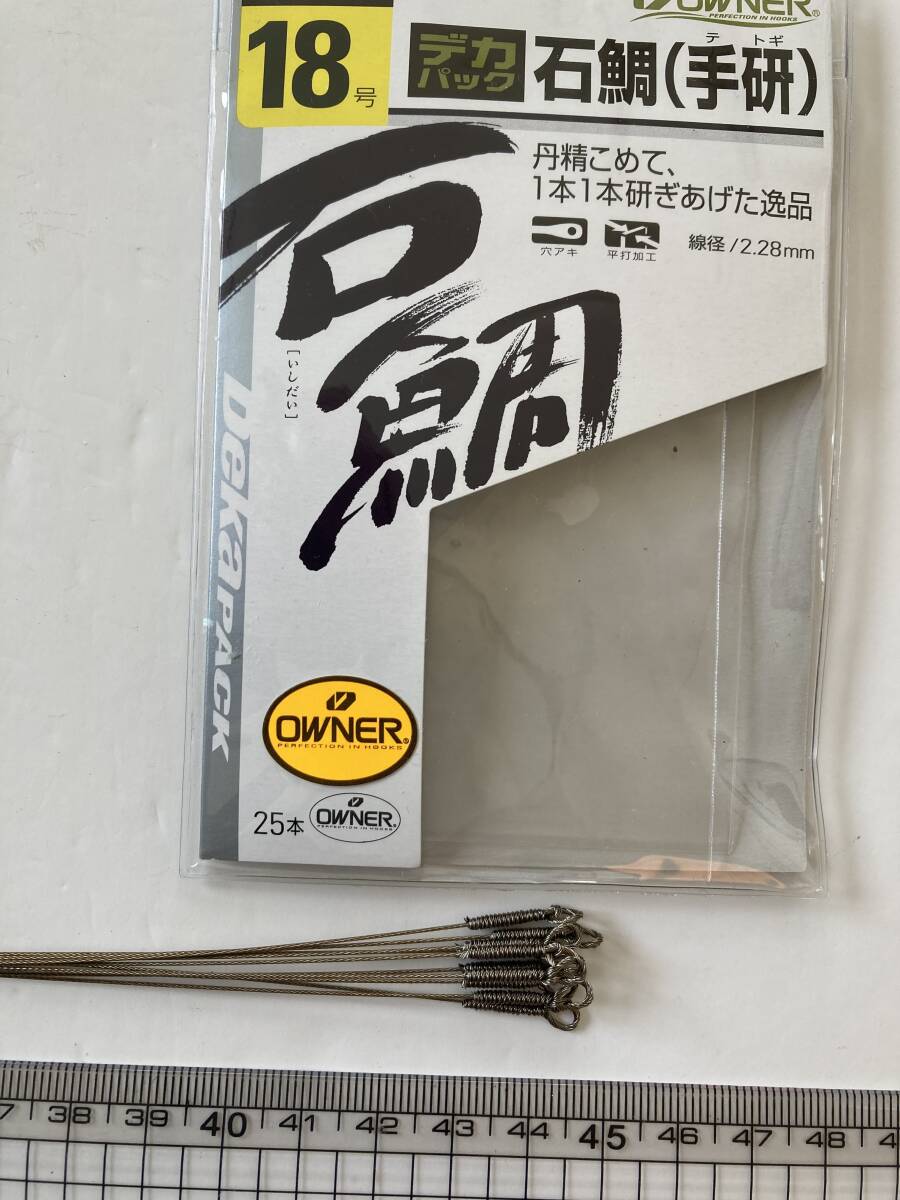 OWNER®
PERFECTION IN HOOKS
18号
デカ
パック
石鯛(手研)
テトギ
丹精こめて、
1本1本研ぎあげた逸品
穴アキ
平打加工
線径/2.28mm
石鯛
[いしだい]
DekaPACK
OWNER®
PERFECTION IN HOOKS
25本
OWNER®
PERFECTION IN HOOKS
7 38 39 40 41 42 43 44 45 46 47 48 4